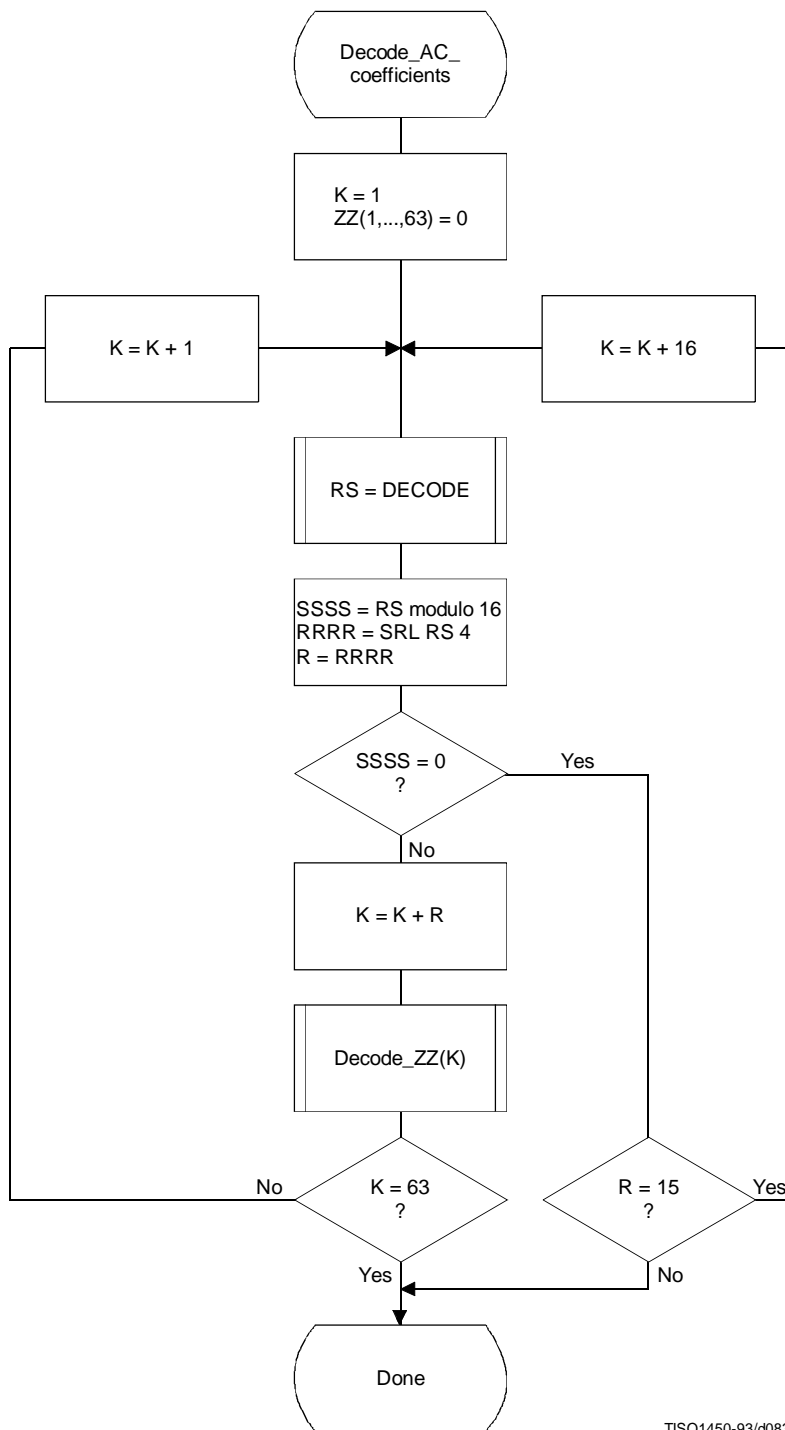 Decode_AC_
coefficients
K = 1
ZZ(1,...,63) = 0
K = K + 1
K = K + 16
RS = DECODE
SSSS = RS modulo 16
RRRR = SRL RS 4
R = RRRR
SSSS = 0
?
Yes
No
K = K + R
Decode_ZZ(K)
No
K = 63
?
R = 15
?
Yes
Yes
No
Done